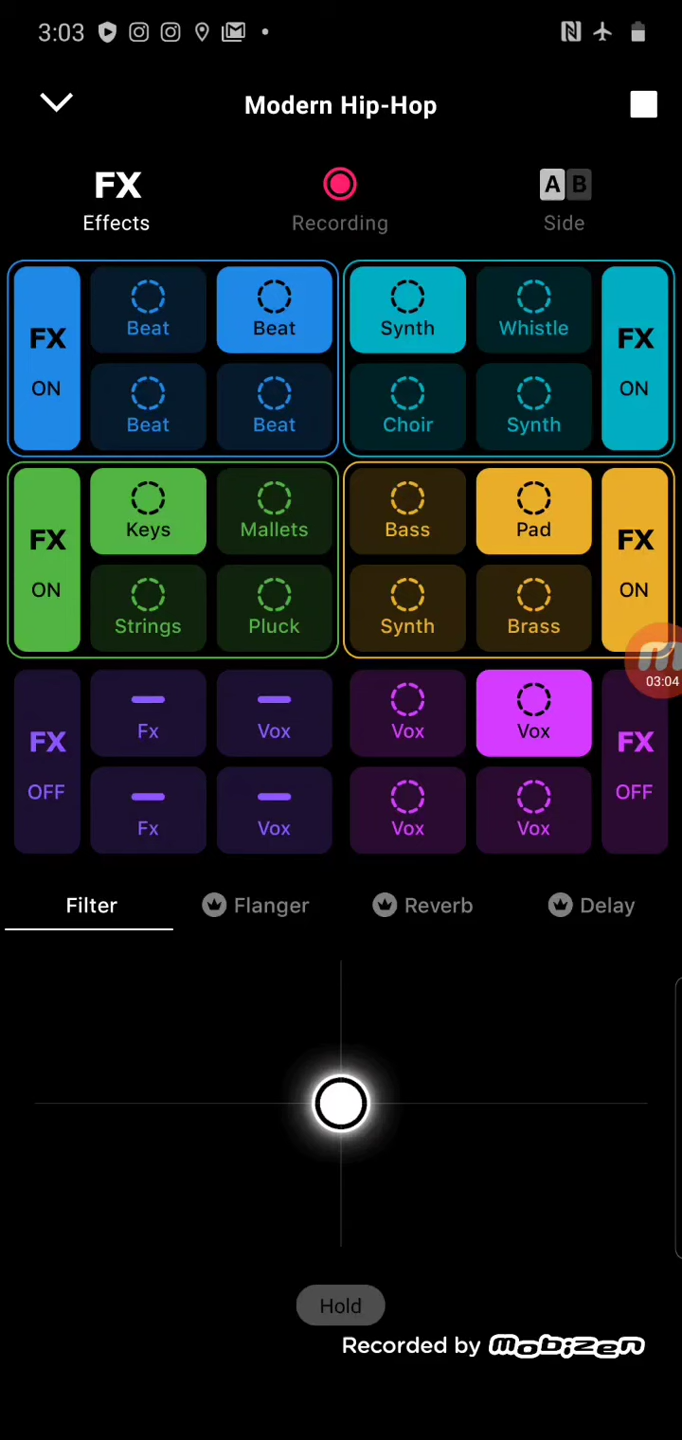 3:03
Modern Hip-Hop
FX
A B
Effects
Recording
Side
FX
ON
Beat
Beat
Beat
Beat
Synth
Whistle
Choir
Synth
FX
ON
FX
ON
Keys
Mallets
Strings
Pluck
Bass
Pad
Synth
Brass
FX
ON
03:04
FX
OFF
Fx
Vox
Fx
Vox
Vox
Vox
Vox
Vox
FX
OFF
Filter
Flanger
Reverb
Delay
Hold
Recorded by mobizen